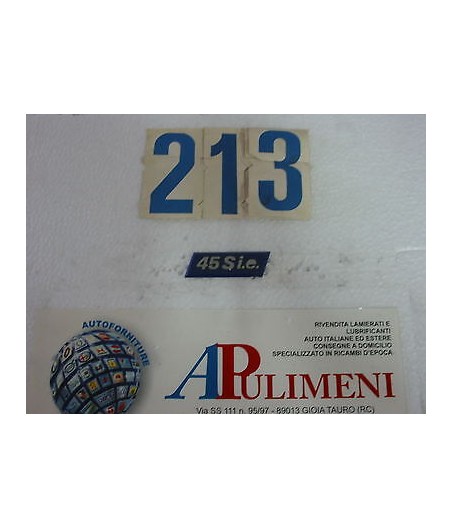 213
45 S i.e.
AUTOFORNITURE
APULIMENI
RIVENDITA LAMIERATI E
LUBRIFICANTI
AUTO ITALIANE ED ESTERE
CONSEGNE A DOMICILIO
SPECIALIZZATO IN RICAMBI D'EPOCA
Via SS 111 n. 95/97 - 89013 GIOIA TAURO (RC)